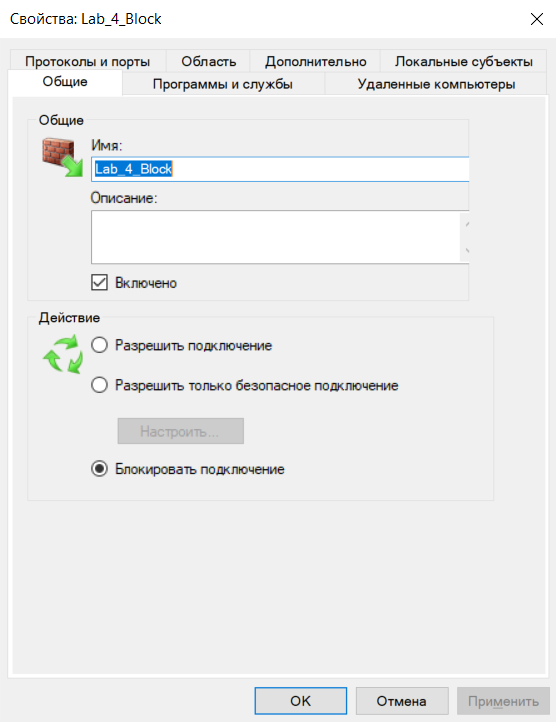 Свойства: Lab_4_Block
Протоколы и порты Область Дополнительно Локальные субъекты
Общие Программы и службы Удаленные компьютеры
Общие
Имя:
Lab_4_Block
Описание:
Включено
Действие
Разрешить подключение
Разрешить только безопасное подключение
Настроить...
Блокировать подключение
OK Отмена Применить